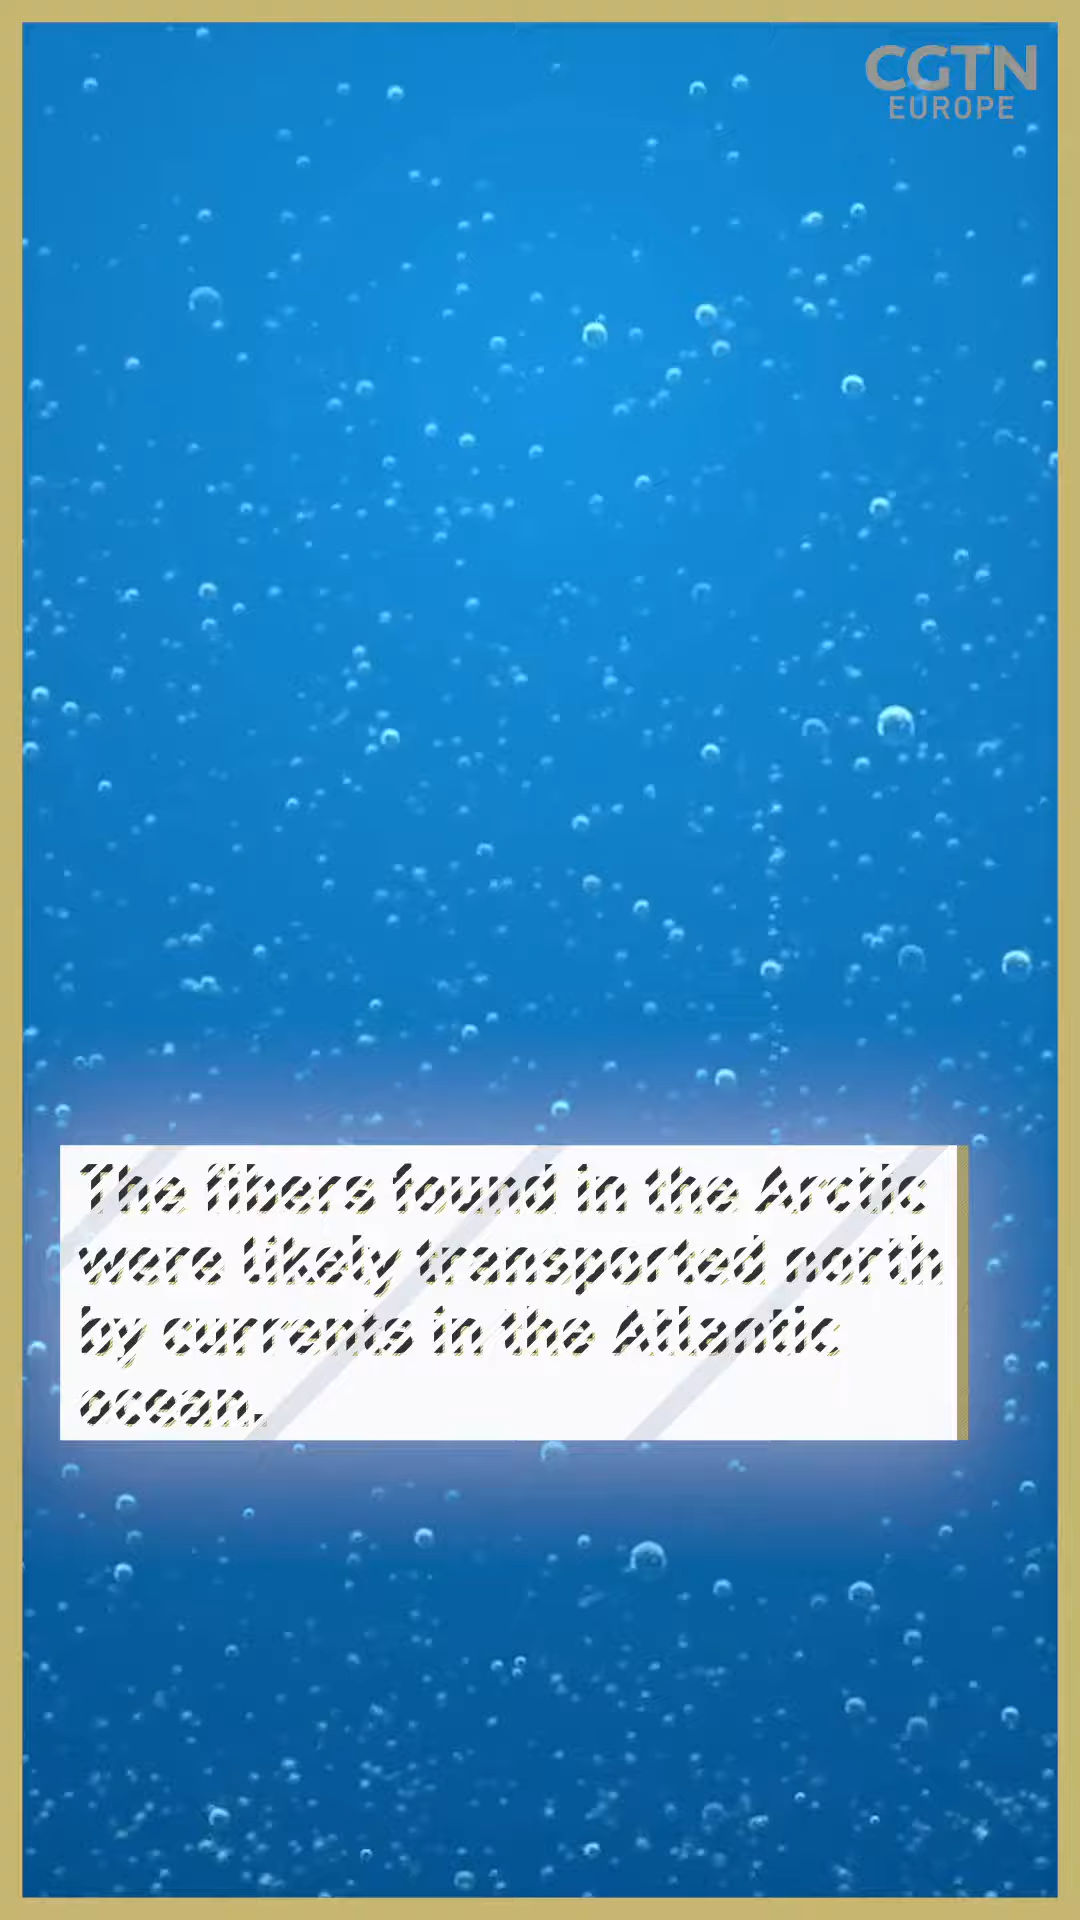 CGTN
EUROPE
The fibers found in the Arctic
were likely transported north
by currents in the Atlantic
ocean.